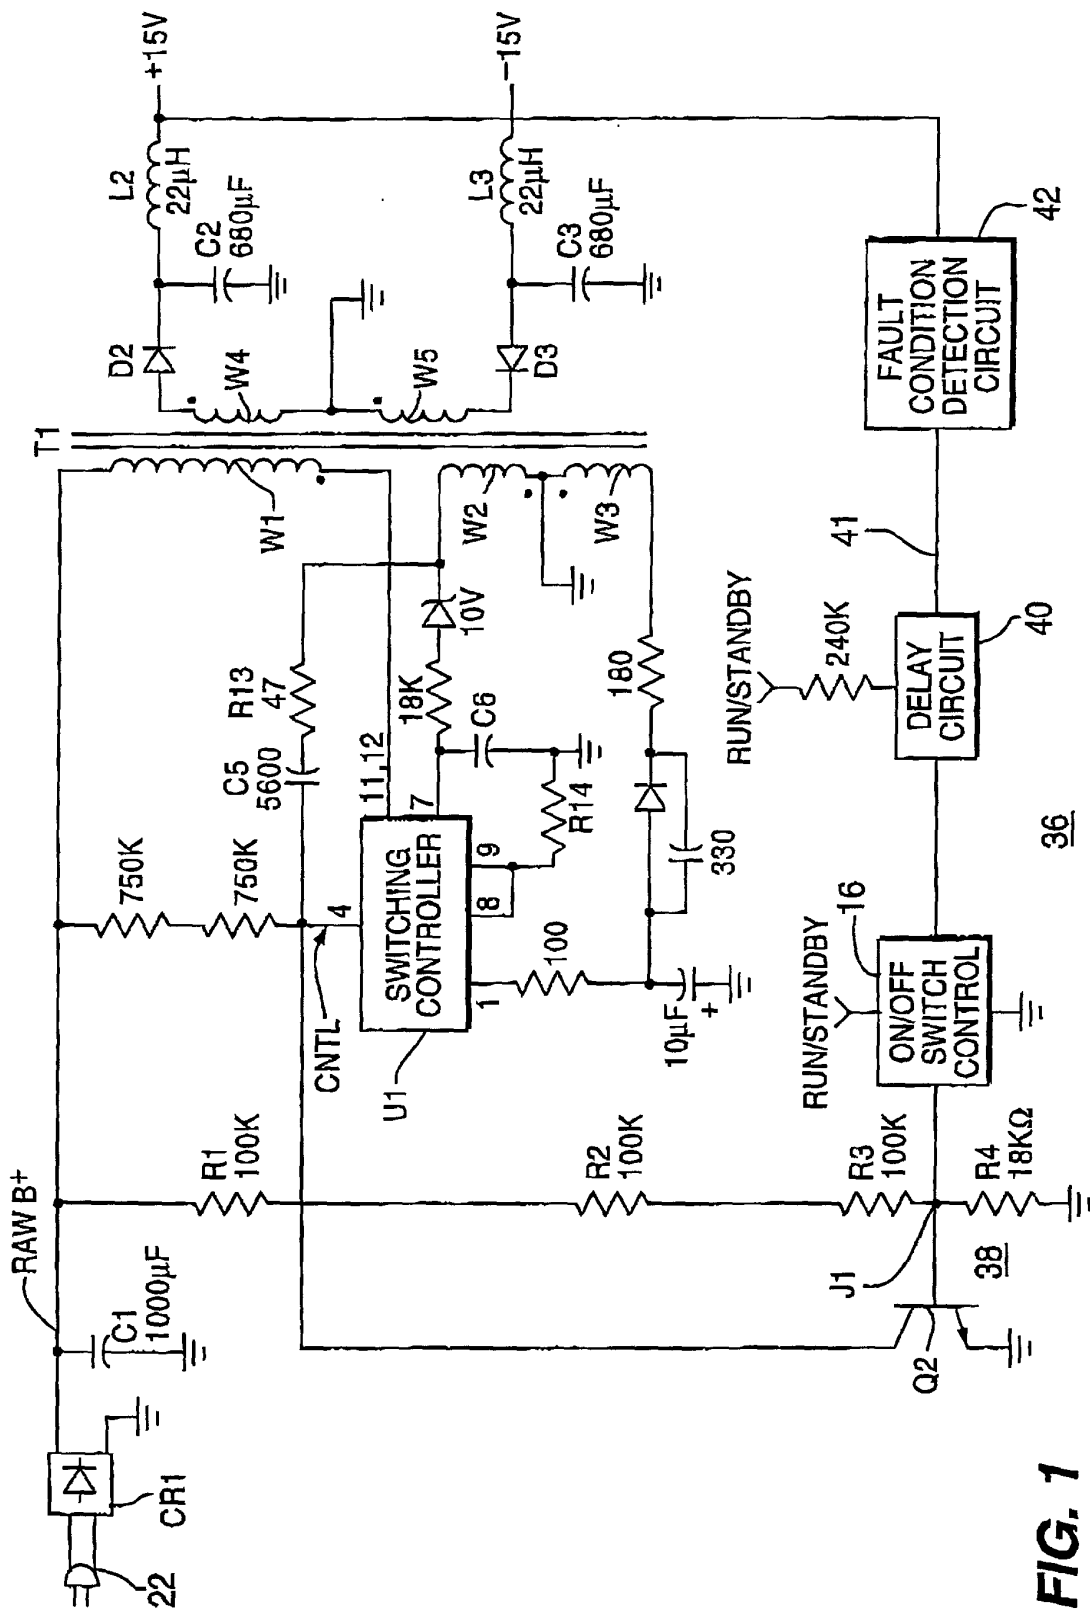 T1
RAW B+
+15V
L2
22µH
C2
680µF
D2
W4
W5
D3
C3
680µF
L3
22µH
-15V
W1
W2
W3
750K
750K
R13
47
C5
5600
CNTL
4
11,12
7
18K
10V
C6
R14
SWITCHING
CONTROLLER
U1
1
8
9
100
10µF
+
330
180
22
CR1
C1
1000µF
R1
100K
R2
100K
R3
100K
R4
18KΩ
J1
Q2
38
RUN/STANDBY
16
ON/OFF
SWITCH
CONTROL
36
RUN/STANDBY
240K
DELAY
CIRCUIT
40
41
FAULT
CONDITION
DETECTION
CIRCUIT
42
FIG. 1